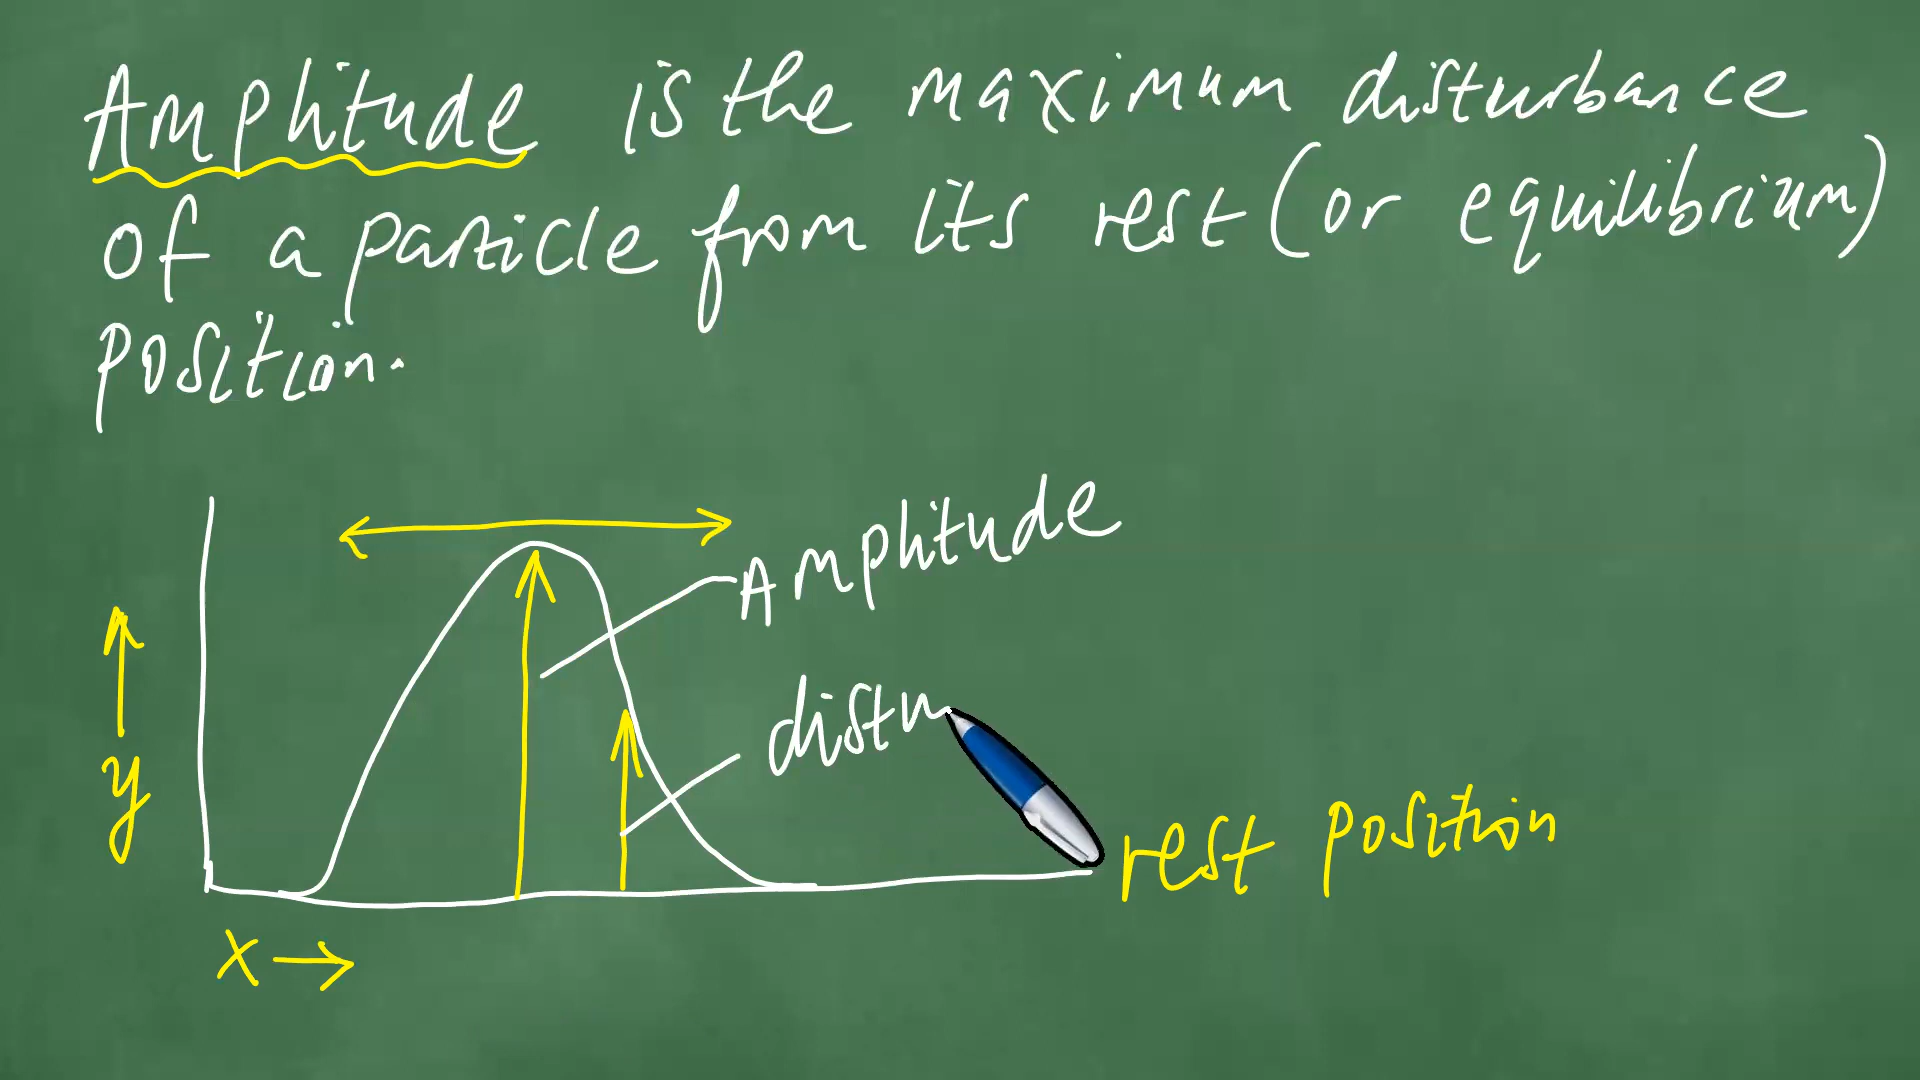 Amplitude is the maximum disturbance
of a particle from its rest (or equilibrium)
position.
Amplitude
distu
y
rest position
x →